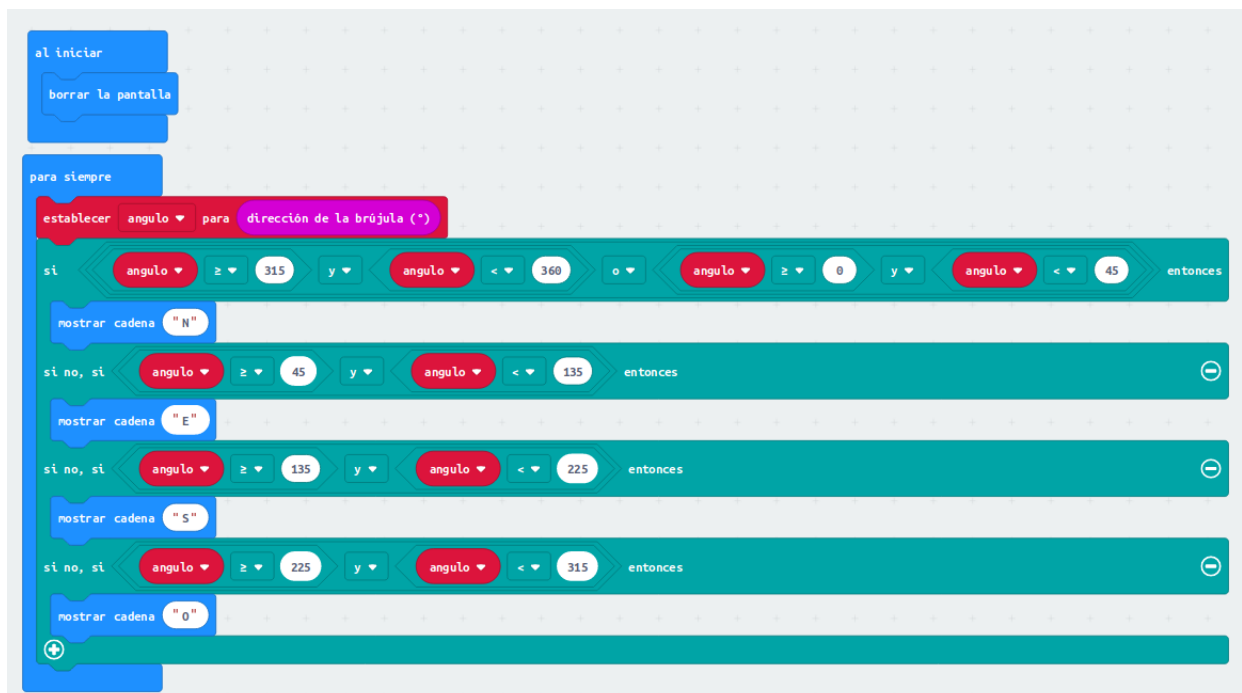 al iniciar
borrar la pantalla
para siempre
establecer angulo para dirección de la brújula (°)
si angulo ≥ 315 y angulo < 360 o angulo ≥ 0 y angulo < 45 entonces
mostrar cadena "N"
si no, si angulo ≥ 45 y angulo < 135 entonces
mostrar cadena "E"
si no, si angulo ≥ 135 y angulo < 225 entonces
mostrar cadena "S"
si no, si angulo ≥ 225 y angulo < 315 entonces
mostrar cadena "O"